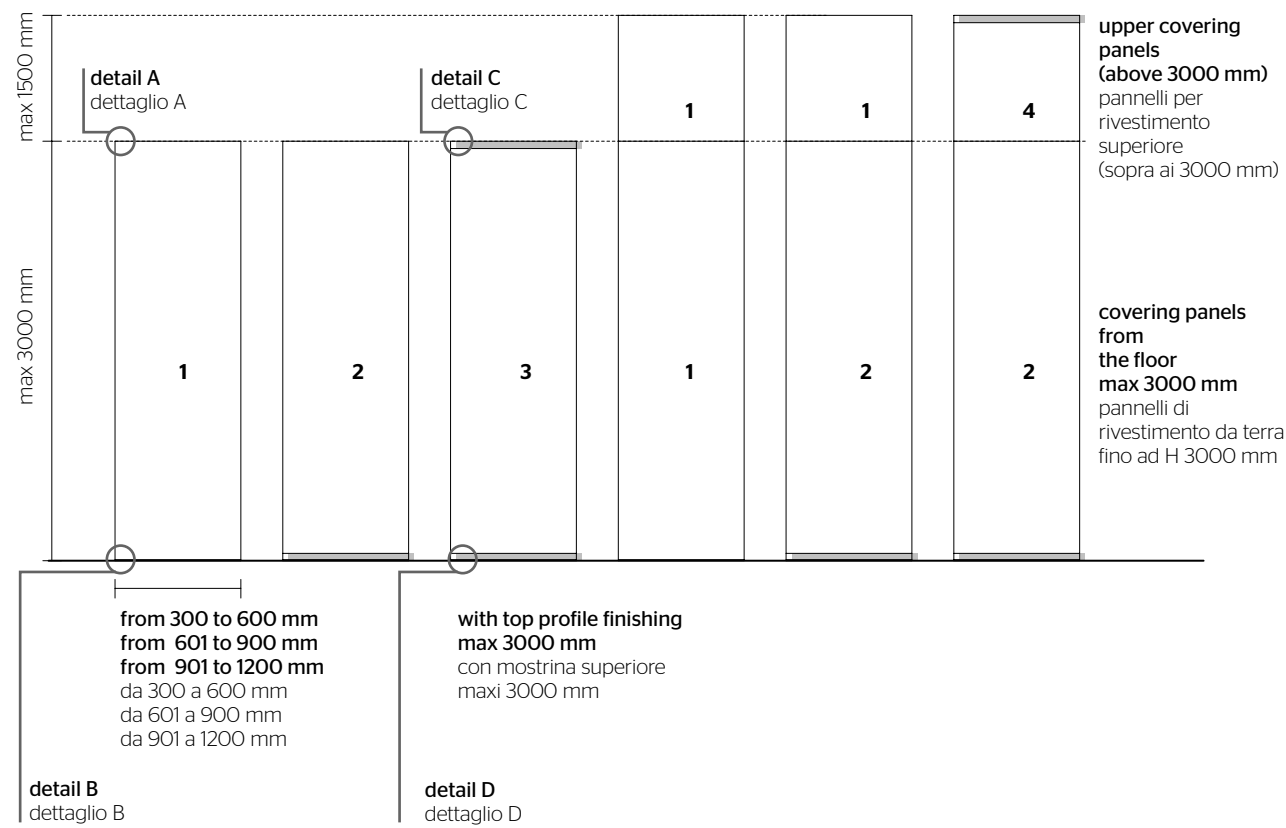 max 1500 mm
max 3000 mm
detail A
dettaglio A
detail C
dettaglio C
1
1
4
upper covering
panels
(above 3000 mm)
pannelli per
rivestimento
superiore
(sopra ai 3000 mm)
1
2
3
1
2
2
covering panels
from
the floor
max 3000 mm
pannelli di
rivestimento da terra
fino ad H 3000 mm
from 300 to 600 mm
from 601 to 900 mm
from 901 to 1200 mm
da 300 a 600 mm
da 601 a 900 mm
da 901 a 1200 mm
with top profile finishing
max 3000 mm
con mostrina superiore
maxi 3000 mm
detail B
dettaglio B
detail D
dettaglio D